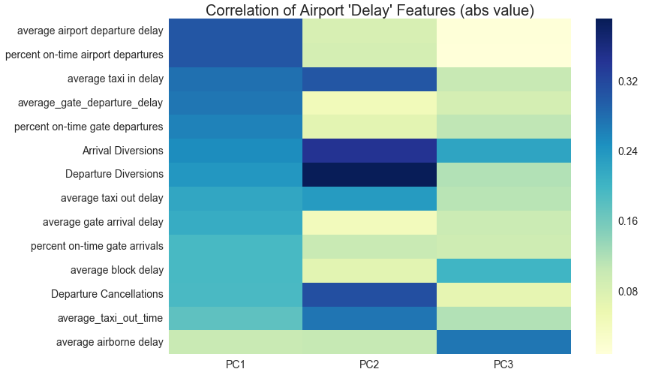 Correlation of Airport 'Delay' Features (abs value)
average airport departure delay
percent on-time airport departures
average taxi in delay
average_gate_departure_delay
percent on-time gate departures
Arrival Diversions
Departure Diversions
average taxi out delay
average gate arrival delay
percent on-time gate arrivals
average block delay
Departure Cancellations
average_taxi_out_time
average airborne delay
PC1
PC2
PC3
0.32
0.24
0.16
0.08